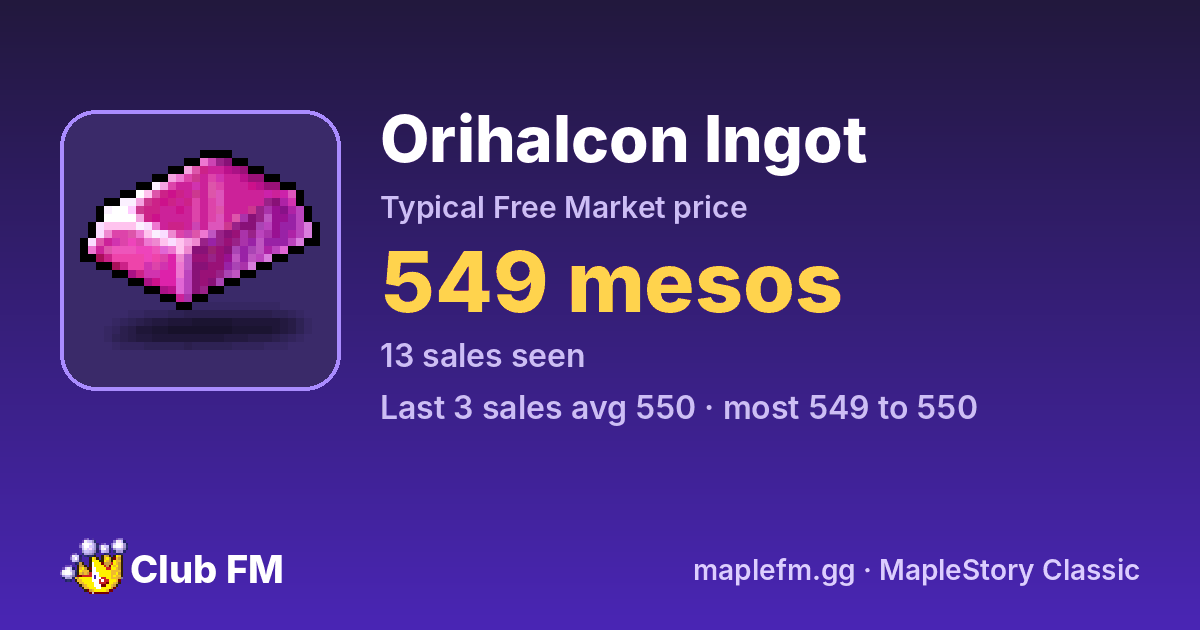 Orihalcon Ingot
Typical Free Market price
549 mesos
13 sales seen
Last 3 sales avg 550 · most 549 to 550
Club FM
maplefm.gg · MapleStory Classic